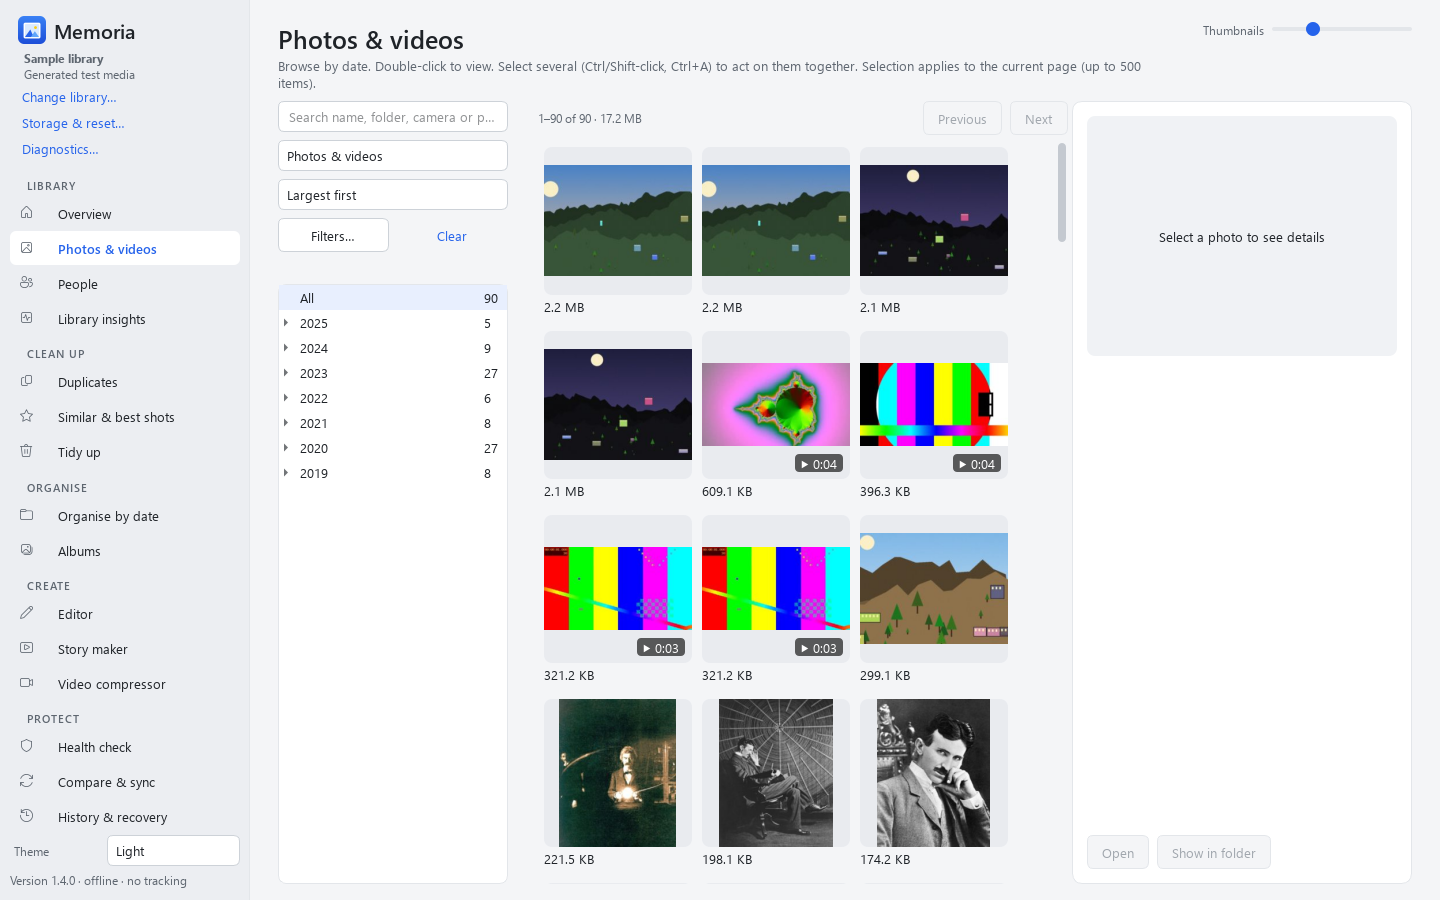 Memoria
Sample library
Generated test media
Change library...
Storage & reset...
Diagnostics...
LIBRARY
Overview
Photos & videos
People
Library insights
CLEAN UP
Duplicates
Similar & best shots
Tidy up
ORGANISE
Organise by date
Albums
CREATE
Editor
Story maker
Video compressor
PROTECT
Health check
Compare & sync
History & recovery
Theme
Light
Version 1.4.0 · offline · no tracking
Photos & videos
Browse by date. Double-click to view. Select several (Ctrl/Shift-click, Ctrl+A) to act on them together. Selection applies to the current page (up to 500
items).
Thumbnails
Search name, folder, camera or p...
Photos & videos
Largest first
Filters...
Clear
All 90
2025 5
2024 9
2023 27
2022 6
2021 8
2020 27
2019 8
1–90 of 90 · 17.2 MB
Previous
Next
2.2 MB
2.2 MB
2.1 MB
0:04
0:04
2.1 MB
609.1 KB
396.3 KB
0:03
0:03
321.2 KB
321.2 KB
299.1 KB
221.5 KB
198.1 KB
174.2 KB
Select a photo to see details
Open
Show in folder